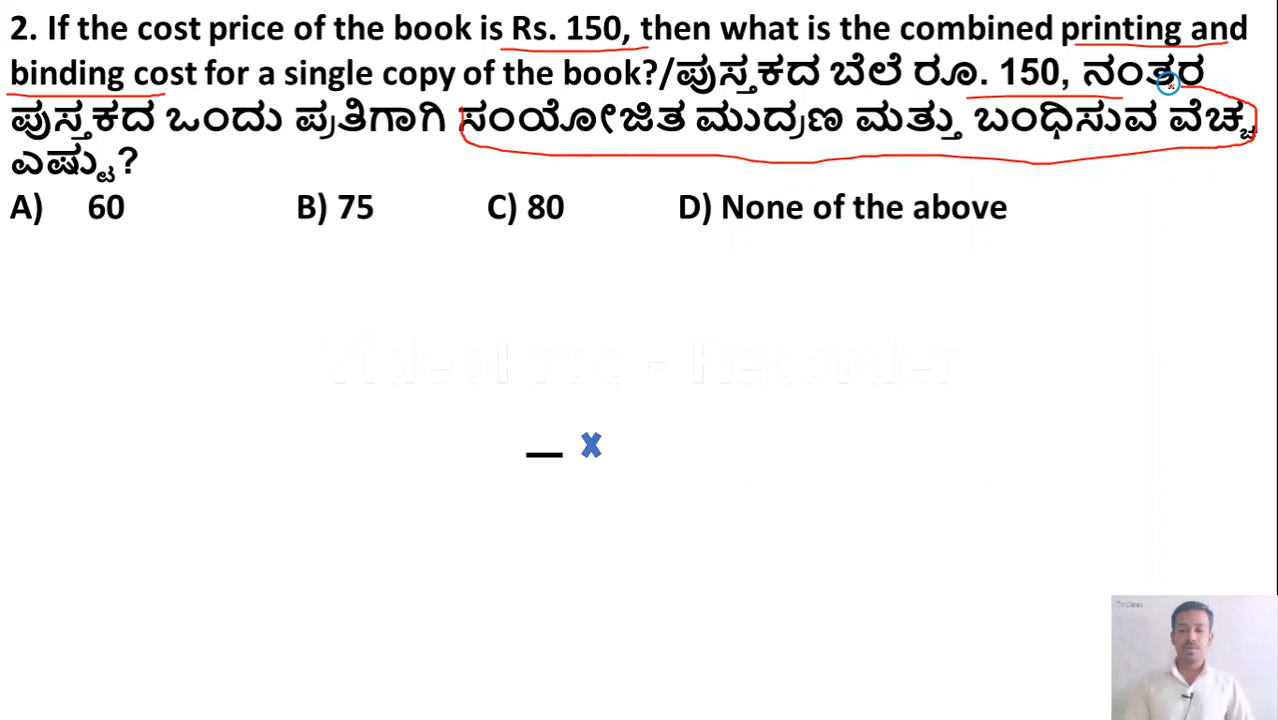 2. If the cost price of the book is Rs. 150, then what is the combined printing and
binding cost for a single copy of the book?/ಪುಸ್ತಕದ ಬೆಲೆ ರೂ. 150, ನಂತರ
ಪುಸ್ತಕದ ಒಂದು ಪ್ರತಿಗಾಗಿ ಸಂಯೋಜಿತ ಮುದ್ರಣ ಮತ್ತು ಬಂಧಿಸುವ ವೆಚ್ಚ
ಎಷ್ಟು?
A) 60 B) 75 C) 80 D) None of the above
VideoProc - Recorder